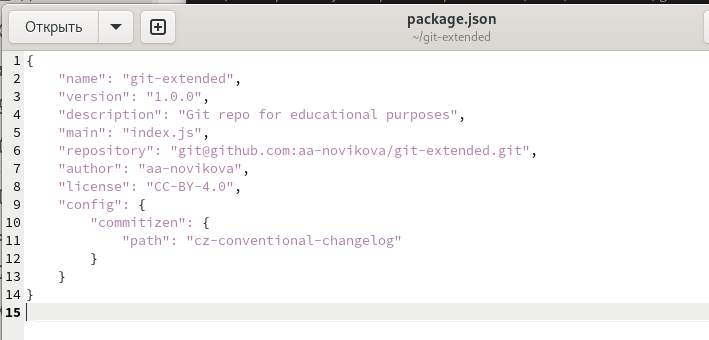 Открыть
package.json
~/git-extended
1 {
2     "name": "git-extended",
3     "version": "1.0.0",
4     "description": "Git repo for educational purposes",
5     "main": "index.js",
6     "repository": "git@github.com:aa-novikova/git-extended.git",
7     "author": "aa-novikova",
8     "license": "CC-BY-4.0",
9     "config": {
10         "commitizen": {
11             "path": "cz-conventional-changelog"
12         }
13     }
14 }
15